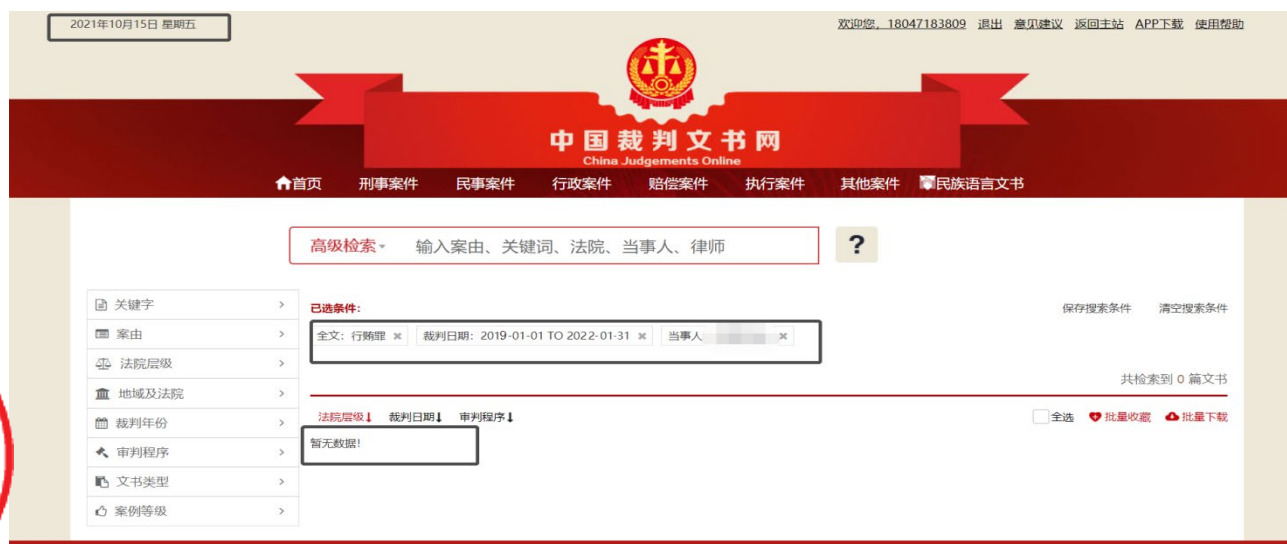 2021年10月15日 星期五
欢迎您，18047183809 退出 意见建议 返回主站 APP下载 使用帮助
中国裁判文书网
China Judgements Online
首页 刑事案件 民事案件 行政案件 赔偿案件 执行案件 其他案件 民族语言文书
高级检索 输入案由、关键词、法院、当事人、律师 ?
关键字
案由
法院层级
地域及法院
裁判年份
审判程序
文书类型
案例等级
已选条件: 保存搜索条件 清空搜索条件
全文: 行贿罪 × 裁判日期: 2019-01-01 TO 2022-01-31 × 当事人 ×
共检索到 0 篇文书
法院层级 裁判日期 审判程序 全选 批量收藏 批量下载
暂无数据!